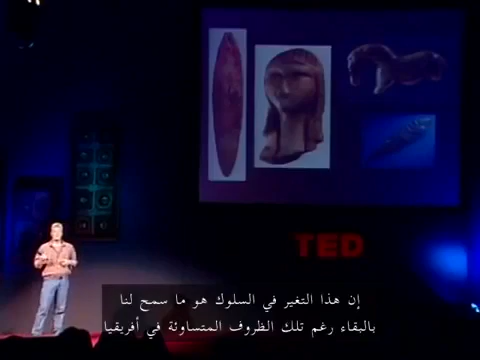 TED
إن هذا التغير في السلوك هو ما سمح لنا
بالبقاء رغم تلك الظروف المتساوئة في أفريقيا